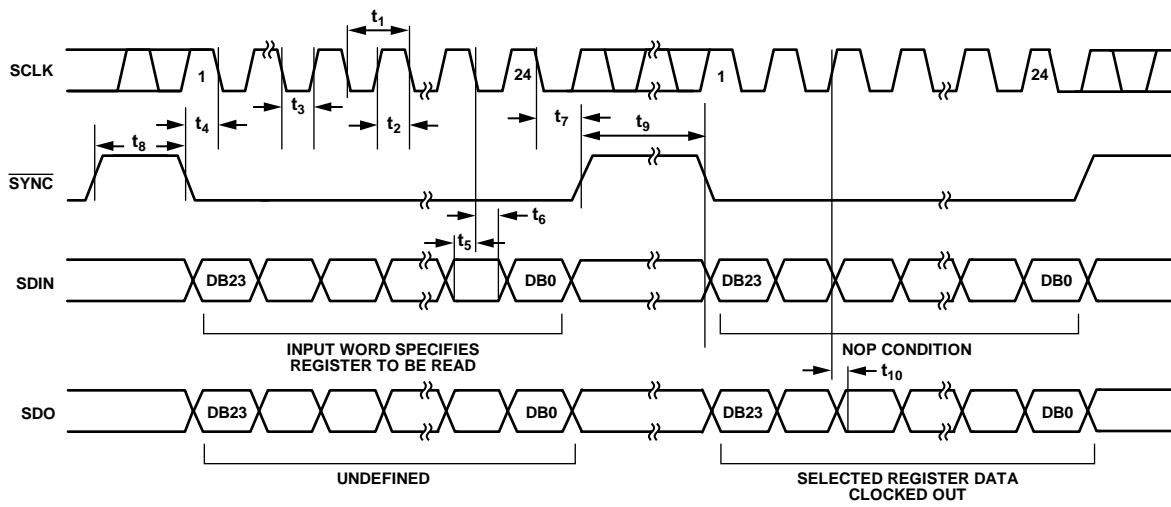 t1
SCLK
1
24
1
24
t3
t4
t2
t7
t9
t8
SYNC
t6
t5
SDIN
DB23
DB0
DB23
DB0
INPUT WORD SPECIFIES
REGISTER TO BE READ
NOP CONDITION
t10
SDO
DB23
DB0
DB23
DB0
UNDEFINED
SELECTED REGISTER DATA
CLOCKED OUT